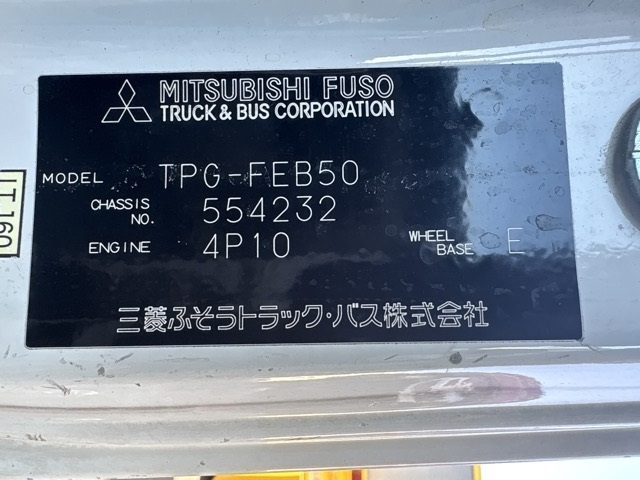 MITSUBISHI FUSO
TRUCK & BUS CORPORATION
MODEL TPG-FEB50
CHASSIS NO. 554232
ENGINE 4P10 WHEEL BASE E
三菱ふそうトラック・バス株式会社